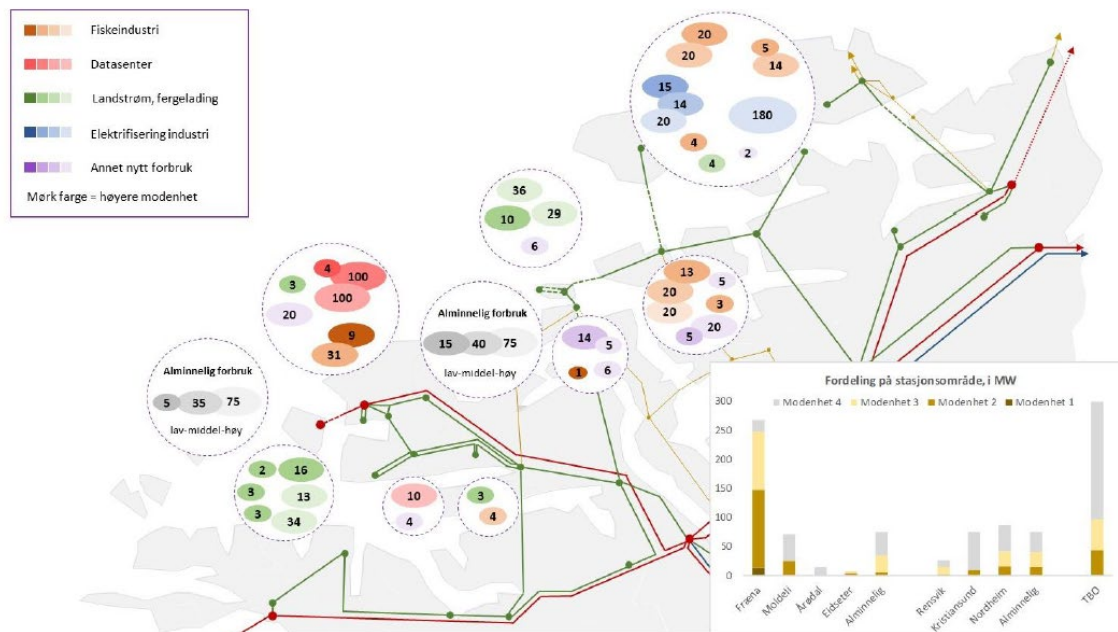 Fiskeindustri
Datasenter
Landstrøm, fergelading
Elektrifisering industri
Annet nytt forbruk
Mørk farge = høyere modenhet
20
20
5
14
15
14
20
180
4
4
2
36
10
29
6
4
100
3
100
20
9
31
Alminnelig forbruk
15 40 75
lav-middel-høy
13
5
20
3
20
20
5
14
5
1
6
Alminnelig forbruk
5 35 75
lav-middel-høy
2
16
3
13
3
34
10
4
3
4
Fordeling på stasjonsområde, i MW
Modenhet 4 Modenhet 3 Modenhet 2 Modenhet 1
300
250
200
150
100
50
0
Fræna
Moldeli
Årødal
Eidseter
Alminnelig
Rensvik
Kristiansund
Nordheim
Alminnelig
TBO